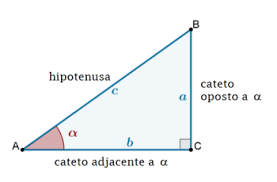 B
hipotenusa
c
a
cateto
oposto a α
α
b
A
C
cateto adjacente a α